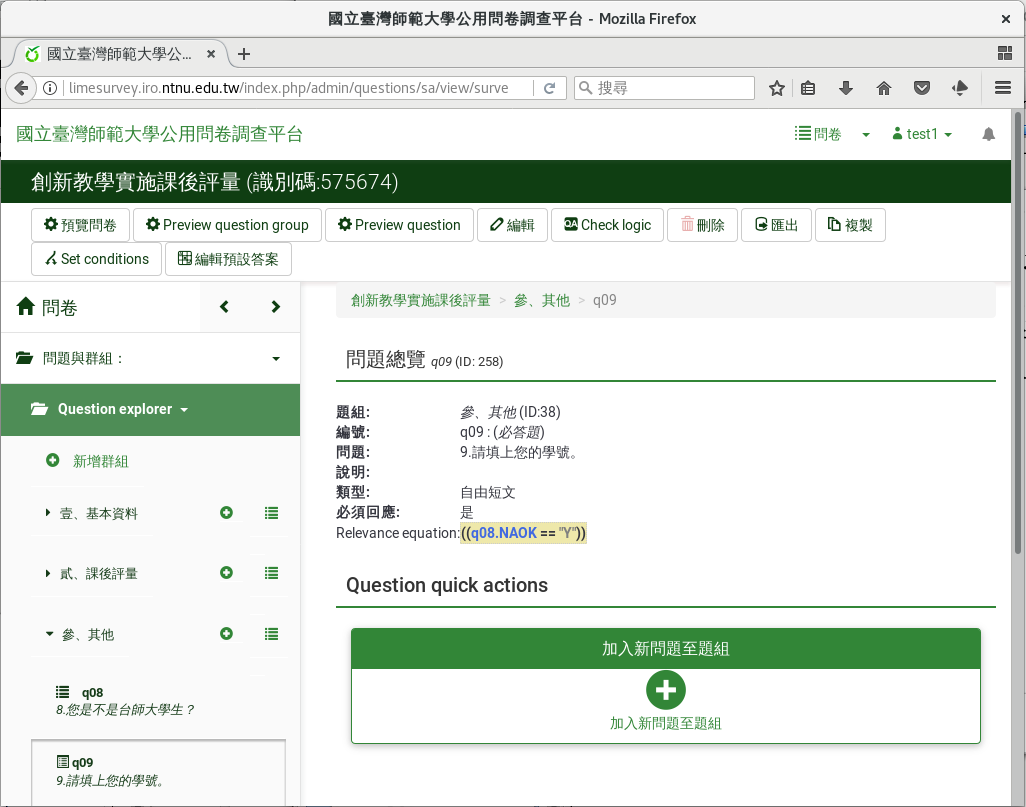 國立臺灣師範大學公用問卷調查平台 - Mozilla Firefox
國立臺灣師範大學公...
limesurvey.iro.ntnu.edu.tw/index.php/admin/questions/sa/view/surve 搜尋
國立臺灣師範大學公用問卷調查平台 問卷 test1
創新教學實施課後評量 (識別碼:575674)
預覽問卷 Preview question group Preview question 編輯 Check logic 刪除 匯出 複製
Set conditions 編輯預設答案
問卷
問題與群組：
Question explorer
新增群組
壹、基本資料
貳、課後評量
參、其他
q08
8.您是不是台師大學生？
q09
9.請填上您的學號。
創新教學實施課後評量 > 參、其他 > q09
問題總覽 q09 (ID: 258)
題組: 參、其他 (ID:38)
編號: q09 : (必答題)
問題: 9.請填上您的學號。
說明:
類型: 自由短文
必須回應: 是
Relevance equation:((q08.NAOK == "Y"))
Question quick actions
加入新問題至題組
加入新問題至題組